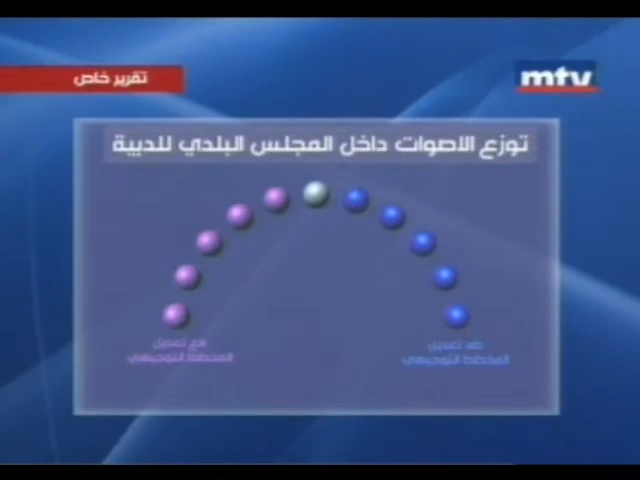 تقرير خاص
mtv
توزع الاصوات داخل المجلس البلدي للدبية
مع تعديل
المخطط التوجيهي
ضد تعديل
المخطط التوجيهي